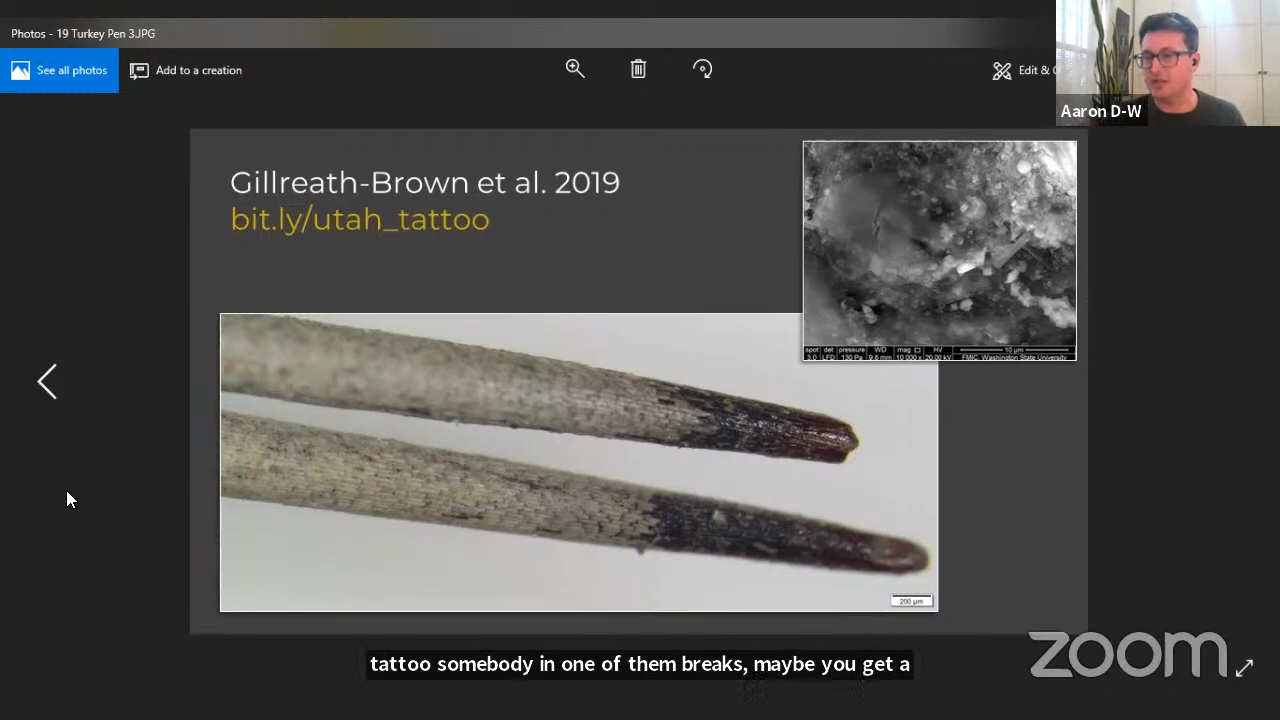 Photos - 19 Turkey Pen 3.JPG
See all photos
Add to a creation
Edit &
Aaron D-W
Gillreath-Brown et al. 2019
bit.ly/utah_tattoo
spot det pressure WD mag HV 10 µm
3.0 LFD 130 Pa 9.6 mm 10 000 x 20.00 kV FMIC, Washington State University
200 µm
tattoo somebody in one of them breaks, maybe you get a
zoom